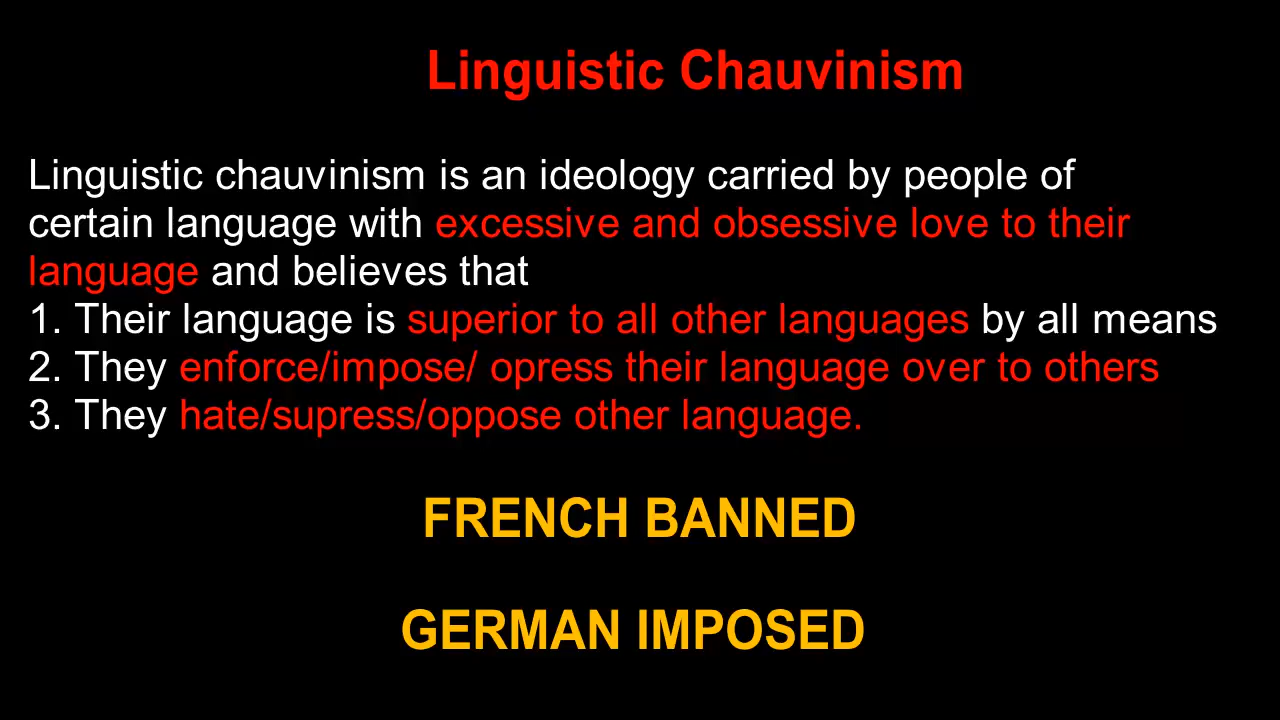 Linguistic Chauvinism
Linguistic chauvinism is an ideology carried by people of
certain language with excessive and obsessive love to their
language and believes that
1. Their language is superior to all other languages by all means
2. They enforce/impose/ opress their language over to others
3. They hate/supress/oppose other language.
FRENCH BANNED
GERMAN IMPOSED